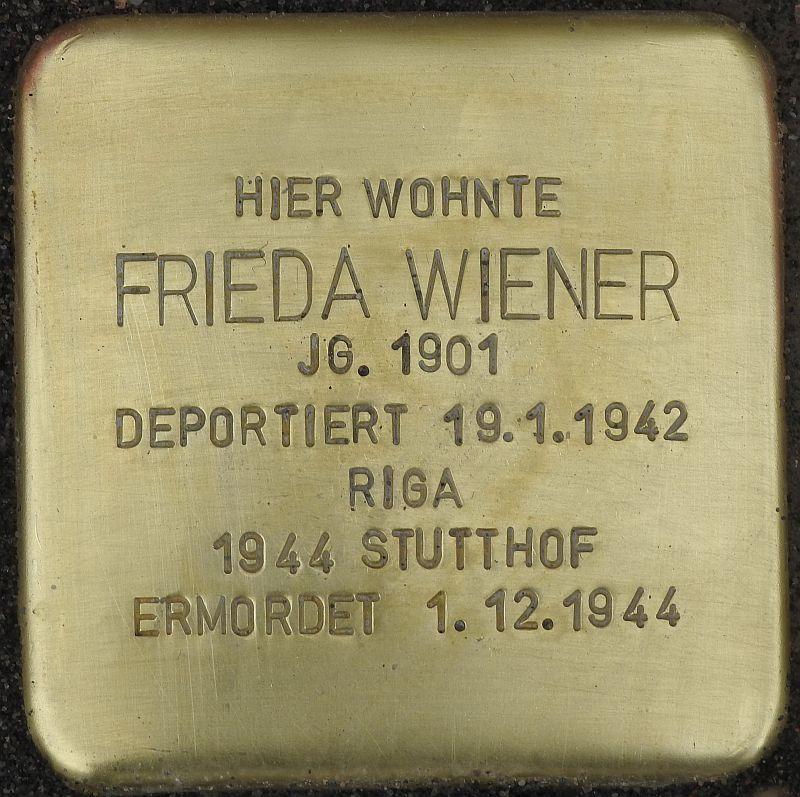 HIER WOHNTE
FRIEDA WIENER
JG. 1901
DEPORTIERT 19.1.1942
RIGA
1944 STUTTHOF
ERMORDET 1.12.1944